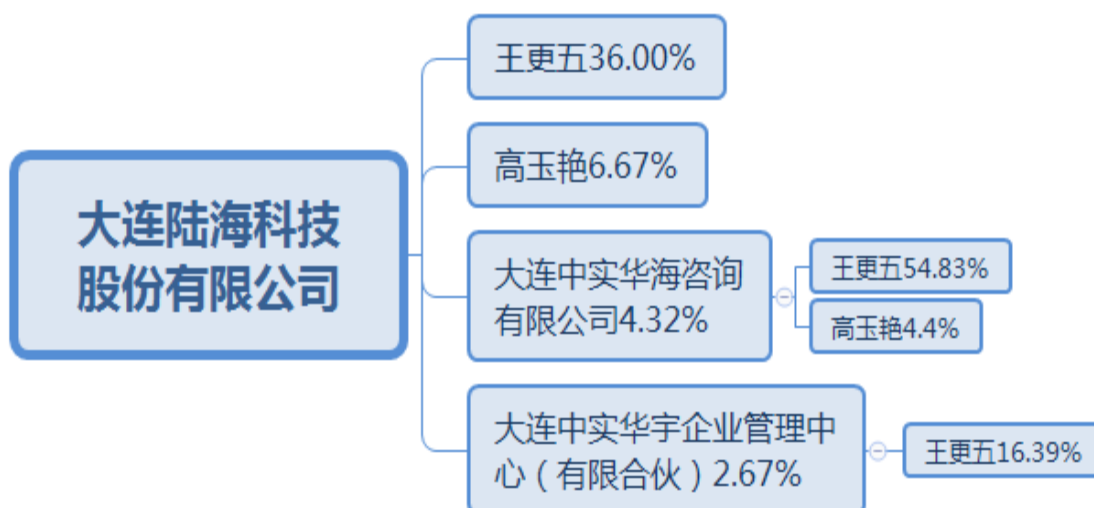 大连陆海科技
股份有限公司
王更五36.00%
高玉艳6.67%
大连中实华海咨询
有限公司4.32%
王更五54.83%
高玉艳4.4%
大连中实华宇企业管理中
心（有限合伙）2.67%
王更五16.39%